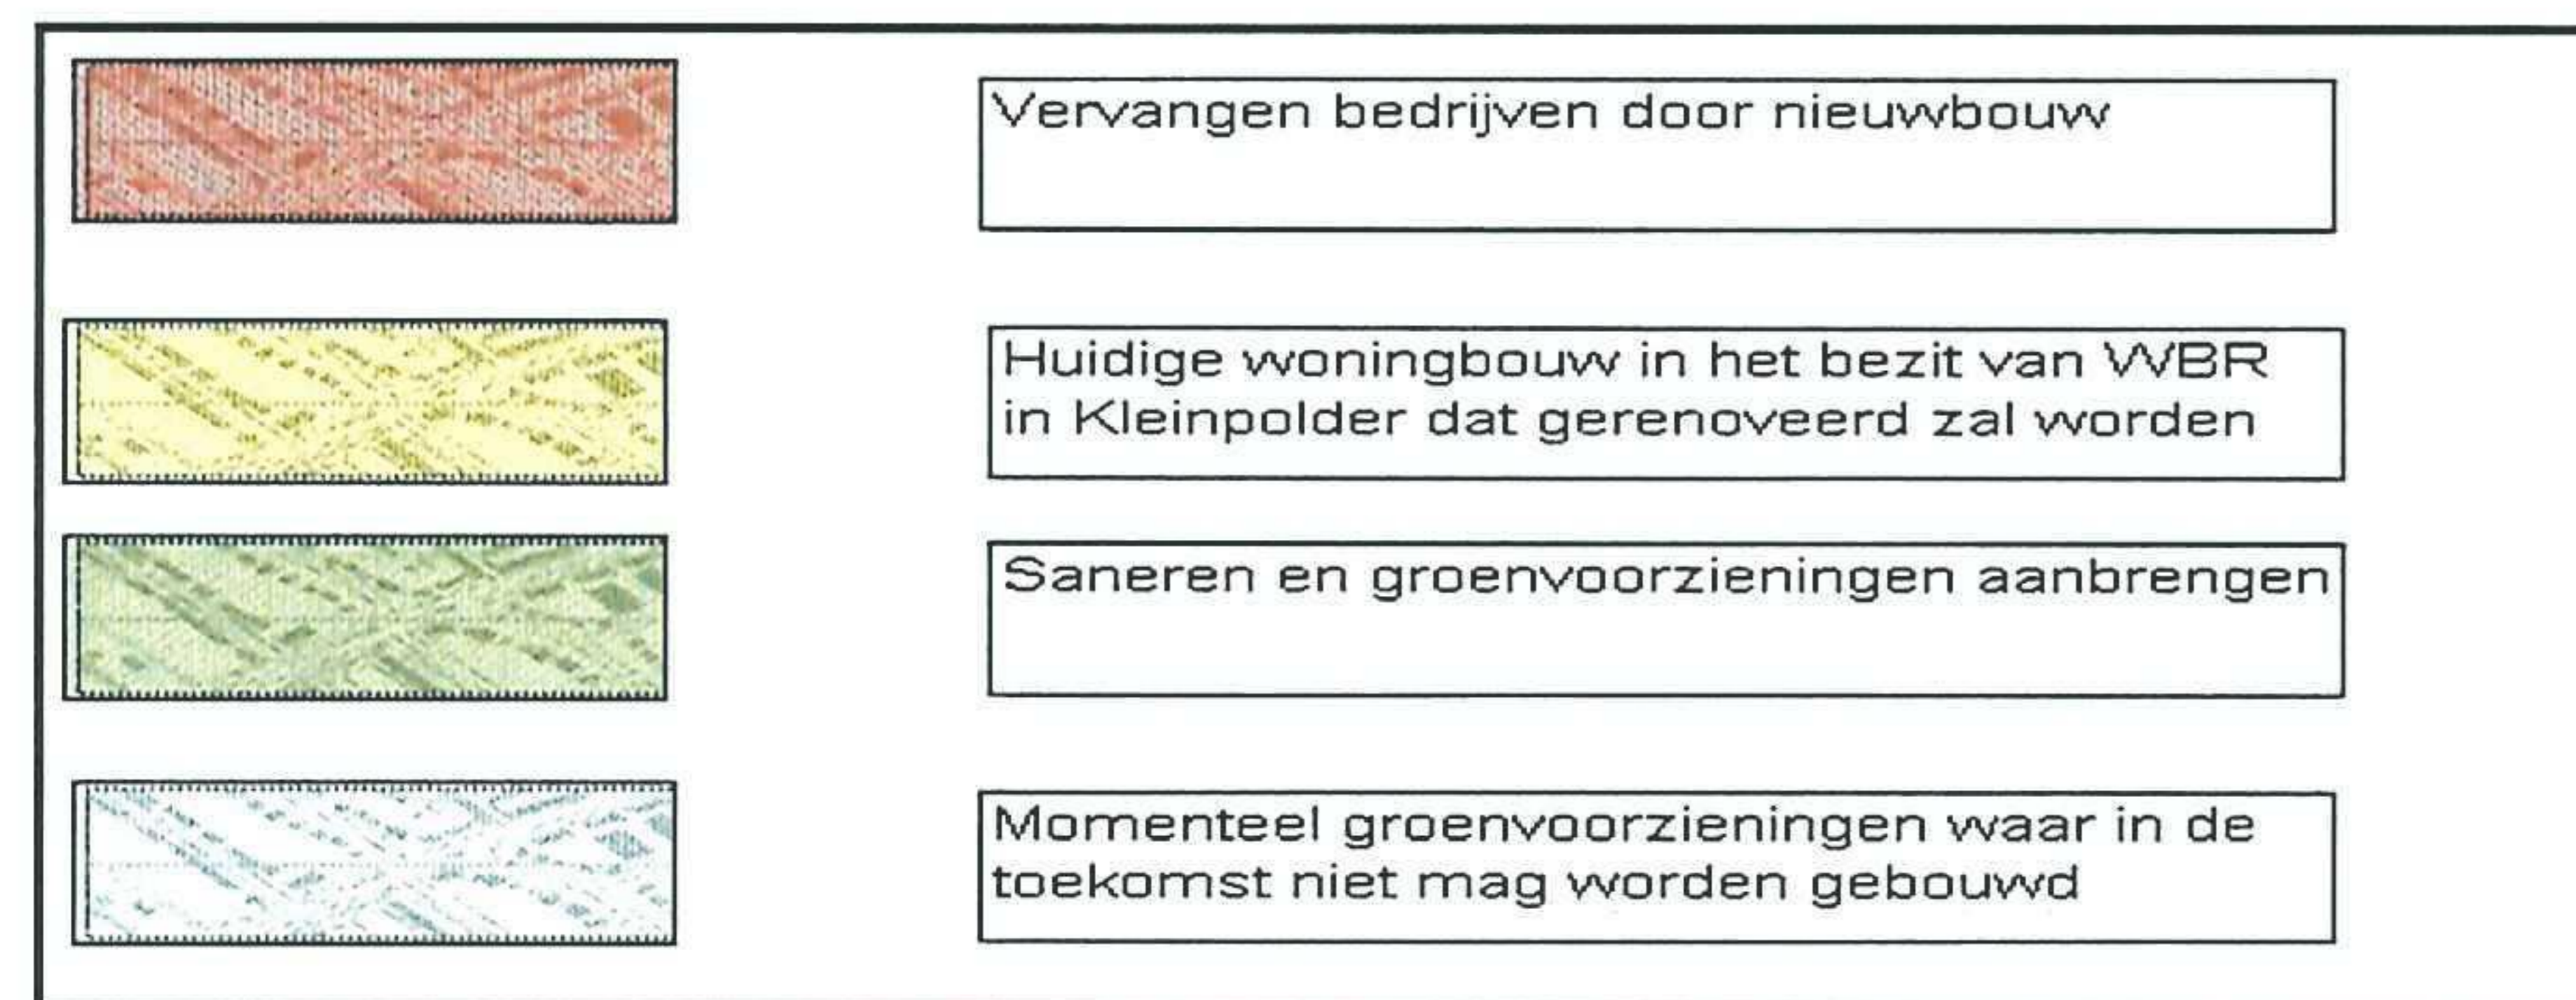 Vervangen bedrijven door nieuwbouw
Huidige woningbouw in het bezit van WBR
in Kleinpolder dat gerenoveerd zal worden
Saneren en groenvoorzieningen aanbrengen
Momenteel groenvoorzieningen waar in de
toekomst niet mag worden gebouwd